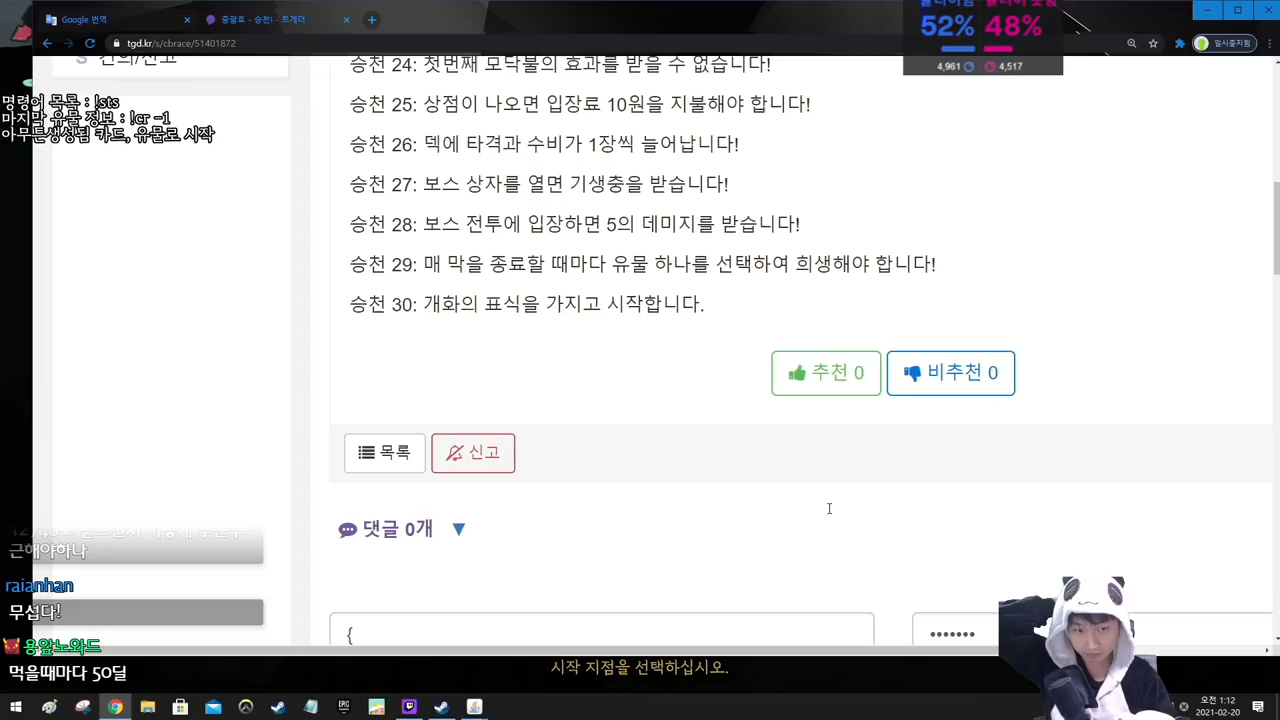 Google 번역
중괄호 - 승천! - 트게더
tgd.kr/s/cbrace/51401872
일시중지됨
52% 48%
4,961 4,517
건의/신고
명령어 목록 : !sts
마지막 유물 정보 : !cr -1
아무튼생성됨 카드, 유물로 시작
승천 24: 첫번째 모닥불의 효과를 받을 수 없습니다!
승천 25: 상점이 나오면 입장료 10원을 지불해야 합니다!
승천 26: 덱에 타격과 수비가 1장씩 늘어납니다!
승천 27: 보스 상자를 열면 기생충을 받습니다!
승천 28: 보스 전투에 입장하면 5의 데미지를 받습니다!
승천 29: 매 막을 종료할 때마다 유물 하나를 선택하여 희생해야 합니다!
승천 30: 개화의 표식을 가지고 시작합니다.
추천 0
비추천 0
목록
신고
댓글 0개 ▼
{
•••••••
근해야하나
raianhan
무섭다!
용앞노와드
먹을때마다 50딜
시작 지점을 선택하십시오.
오전 1:12
2021-02-20